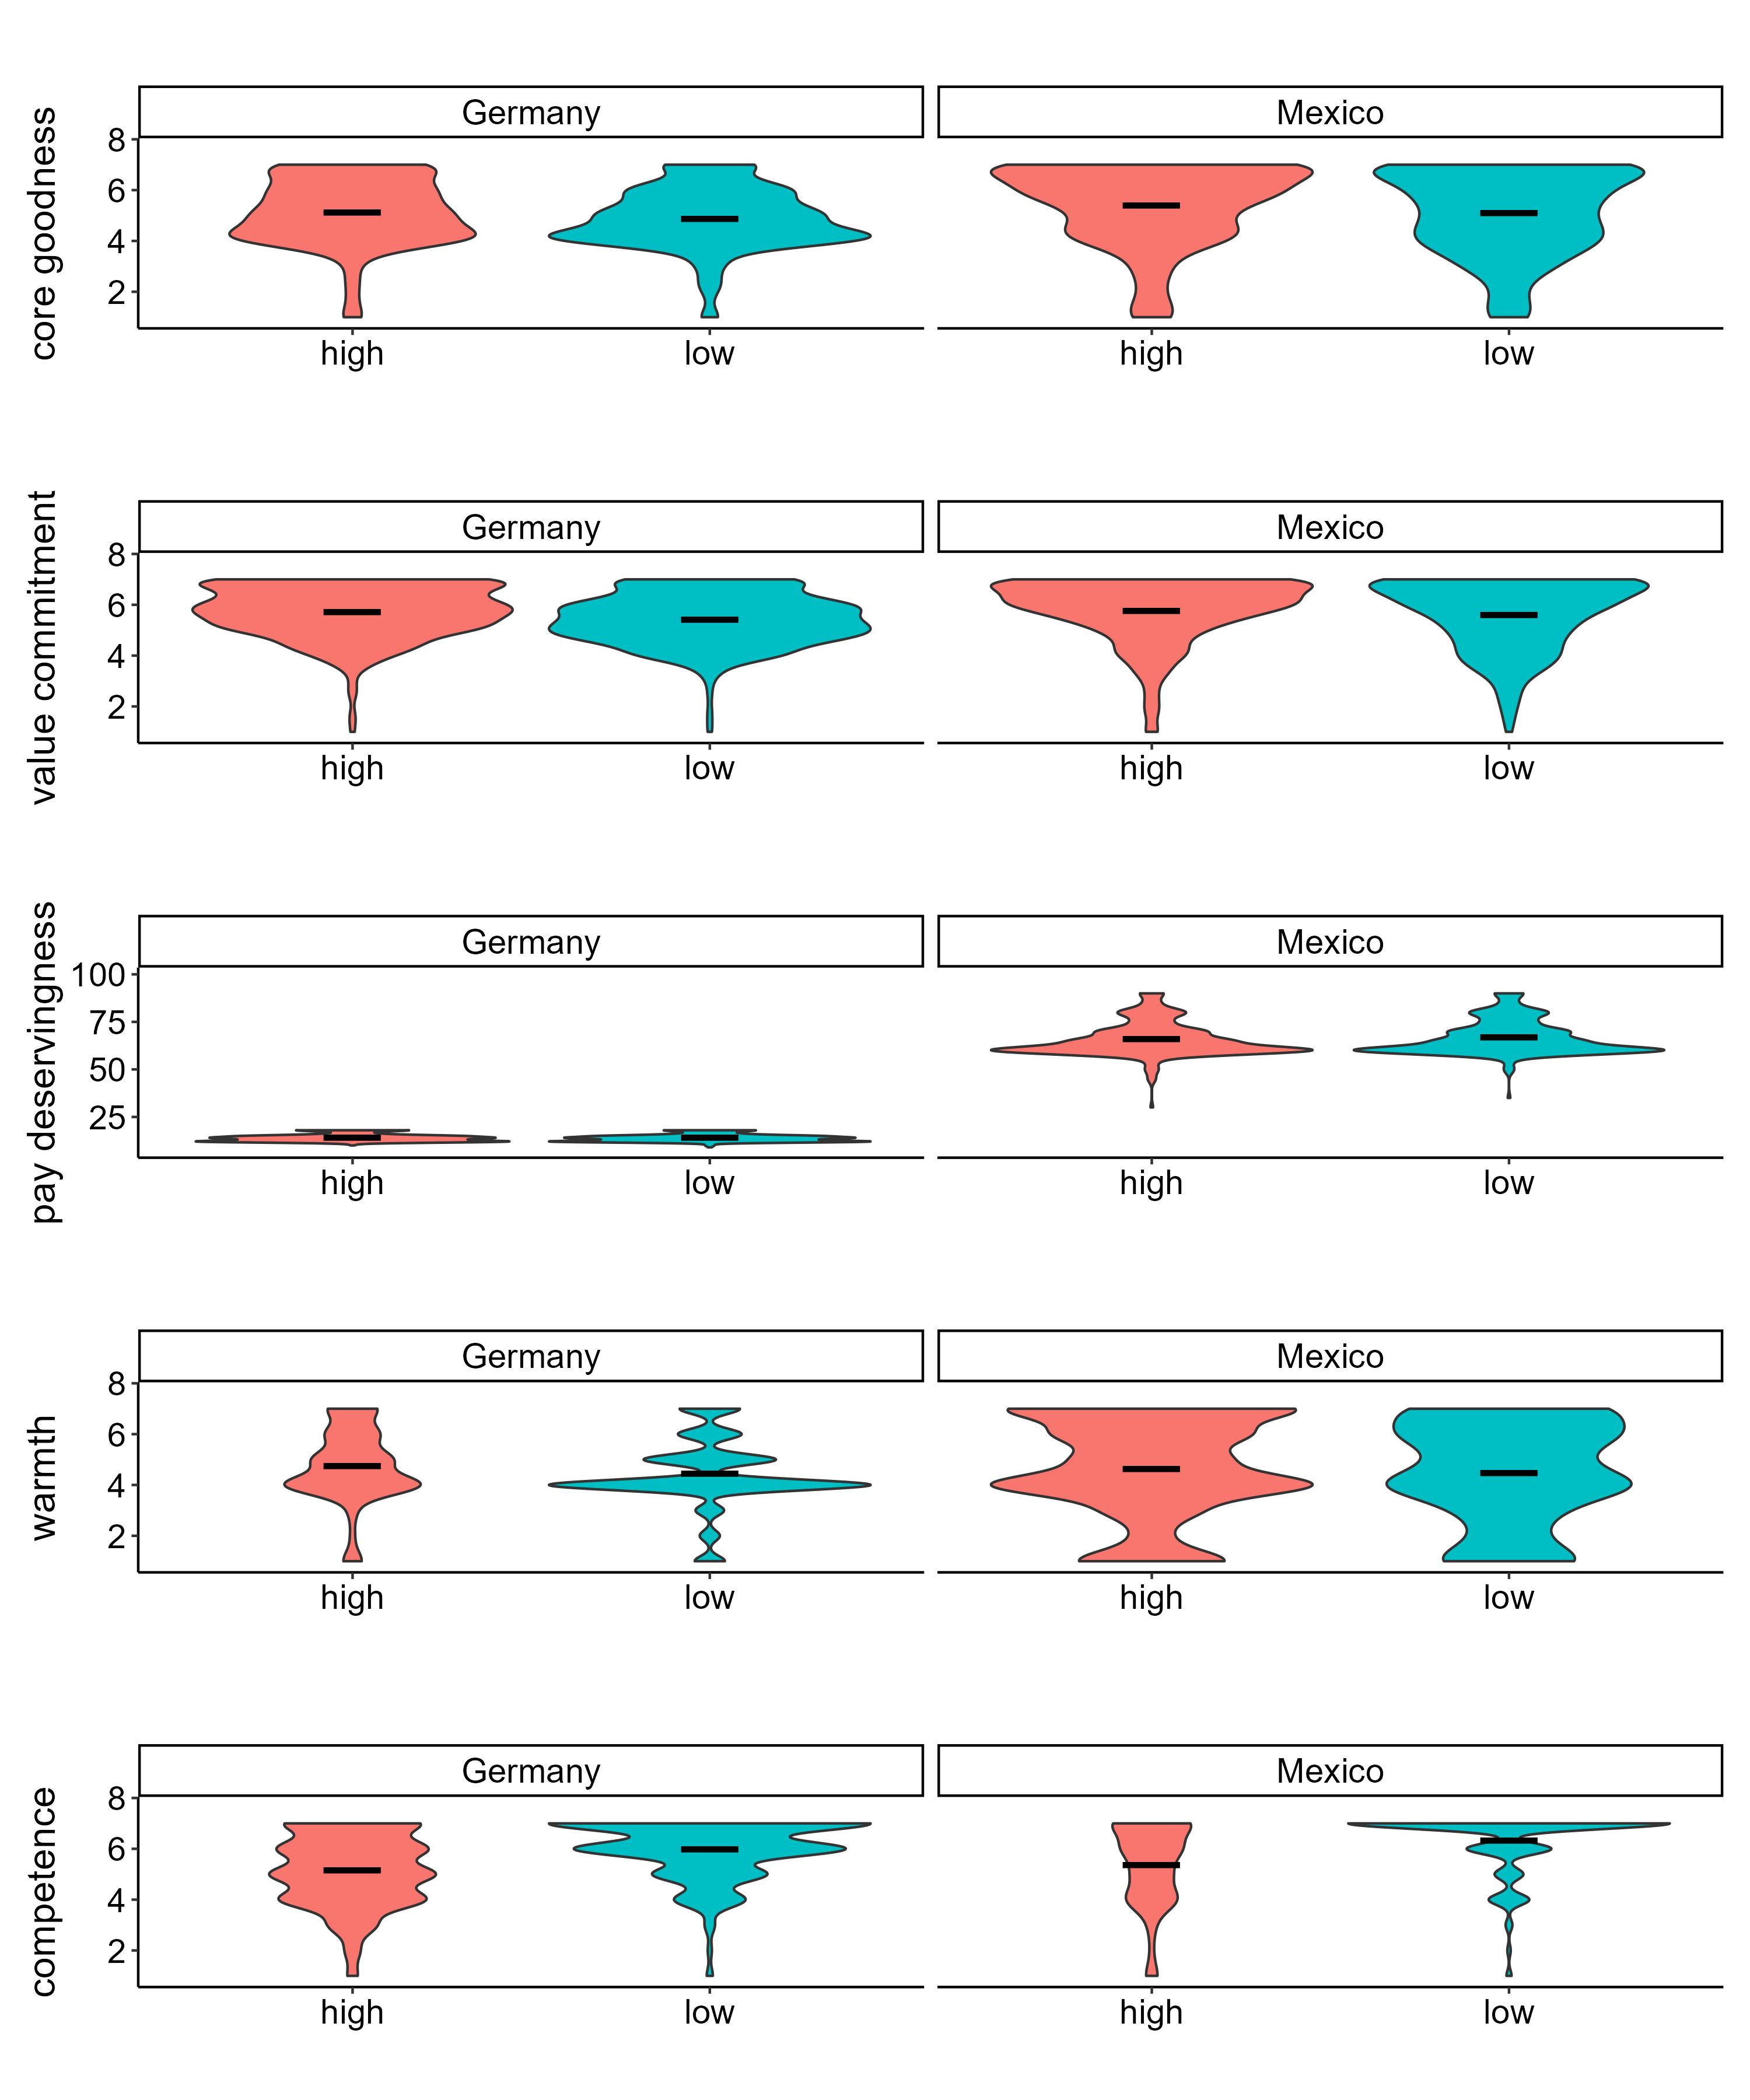 core goodness
Germany
Mexico
8
6
4
2
high
low
high
low
value commitment
Germany
Mexico
8
6
4
2
high
low
high
low
pay deservingness
Germany
Mexico
100
75
50
25
high
low
high
low
warmth
Germany
Mexico
8
6
4
2
high
low
high
low
competence
Germany
Mexico
8
6
4
2
high
low
high
low